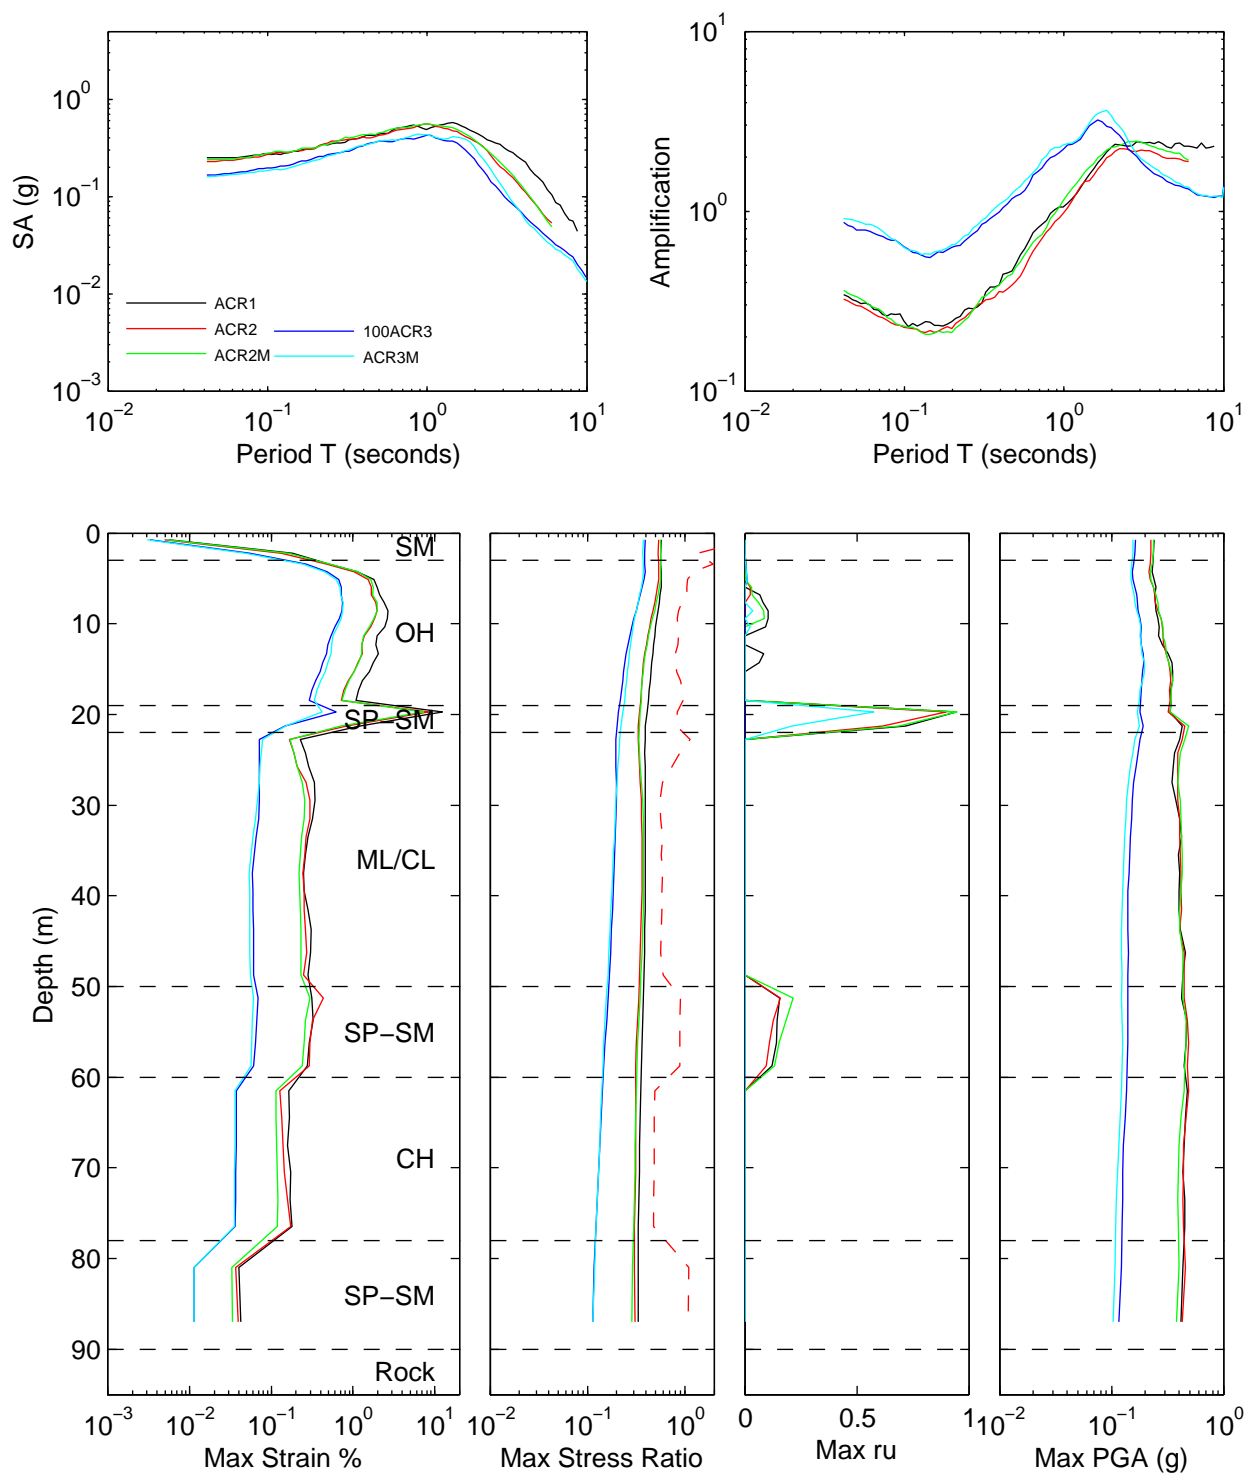 10^0
10^-1
10^-2
10^-3
SA (g)
ACR1
ACR2
ACR2M
100ACR3
ACR3M
10^-2 10^-1 10^0 10^1
Period T (seconds)
10^1
10^0
10^-1
Amplification
10^-2 10^-1 10^0 10^1
Period T (seconds)
0
10
20
30
40
50
60
70
80
90
Depth (m)
SM
OH
SP−SM
ML/CL
SP−SM
CH
SP−SM
Rock
10^-3 10^-2 10^-1 10^0 10^1
Max Strain %
10^-2 10^-1 10^0
Max Stress Ratio
0 0.5 1
Max ru
10^-2 10^-1 10^0
Max PGA (g)